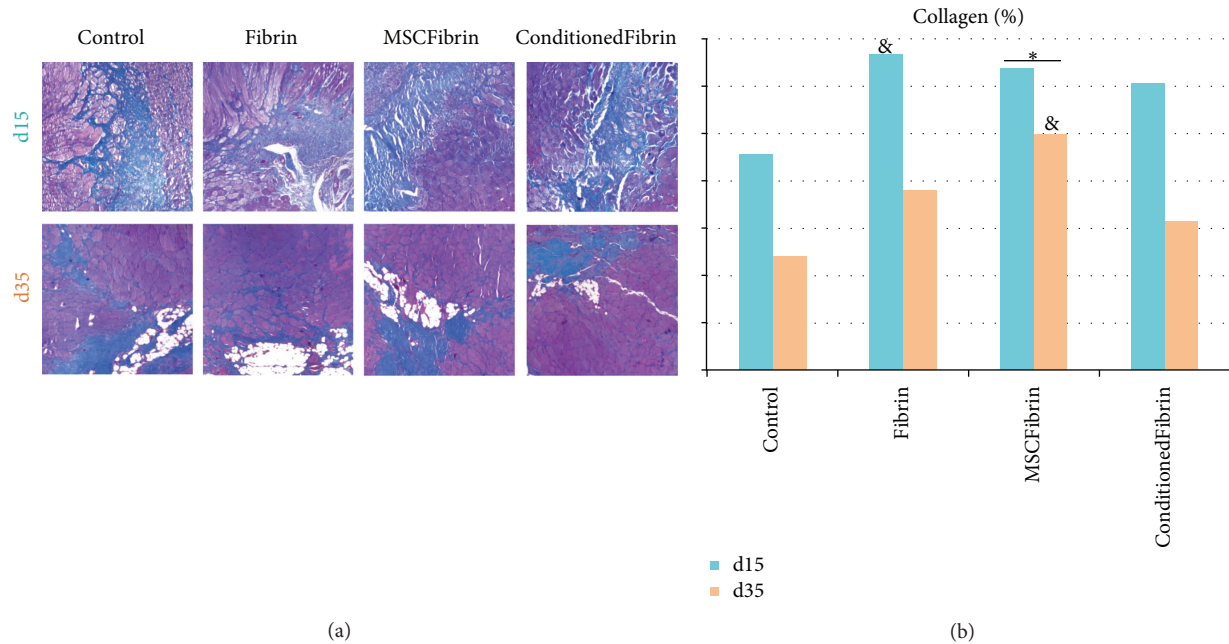 Control
Fibrin
MSCFibrin
ConditionedFibrin
d15
d35
(a)
Collagen (%)
&
*
&
Control
Fibrin
MSCFibrin
ConditionedFibrin
d15
d35
(b)